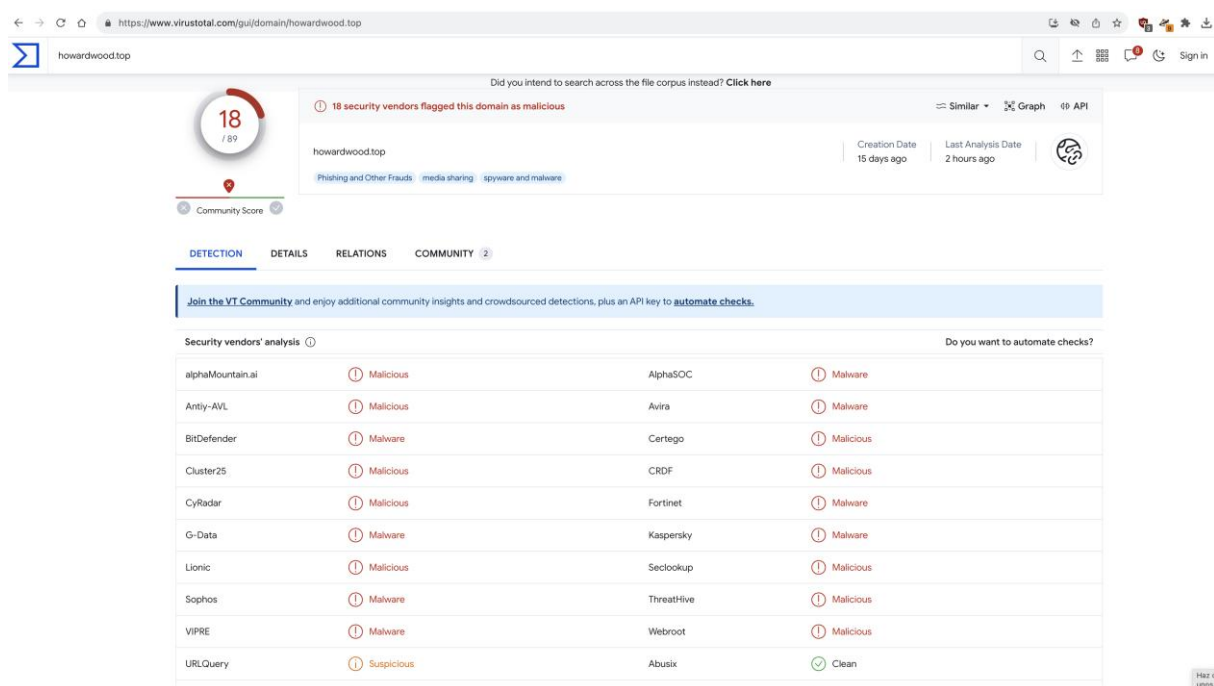 https://www.virustotal.com/gui/domain/howardwood.top
howardwood.top
8
Sign in
Did you intend to search across the file corpus instead? Click here
18
/ 89
18 security vendors flagged this domain as malicious
Similar
Graph
API
howardwood.top
Creation Date
15 days ago
Last Analysis Date
2 hours ago
Phishing and Other Frauds media sharing spyware and malware
Community Score
DETECTION DETAILS RELATIONS COMMUNITY 2
Join the VT Community and enjoy additional community insights and crowdsourced detections, plus an API key to automate checks.
Security vendors' analysis Do you want to automate checks?
alphaMountain.ai Malicious AlphaSOC Malware
Antiy-AVL Malicious Avira Malware
BitDefender Malware Certego Malicious
Cluster25 Malicious CRDF Malicious
CyRadar Malicious Fortinet Malware
G-Data Malware Kaspersky Malware
Lionic Malicious Seclookup Malicious
Sophos Malware ThreatHive Malicious
VIPRE Malware Webroot Malicious
URLQuery Suspicious Abusix Clean
Haz